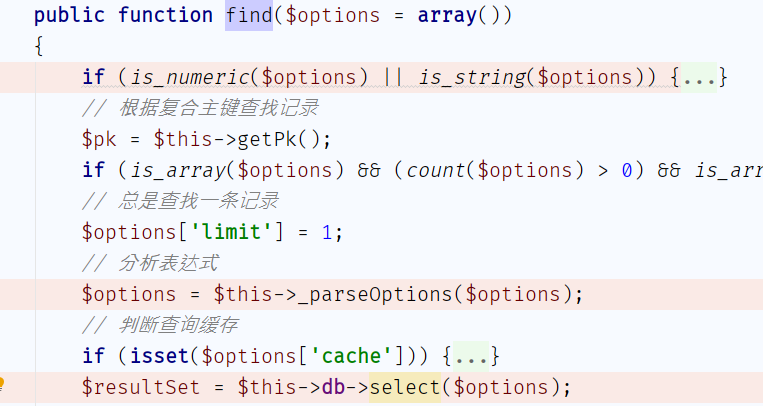 public function find($options = array())
{
if (is_numeric($options) || is_string($options)) {...}
// 根据复合主键查找记录
$pk = $this->getPk();
if (is_array($options) && (count($options) > 0) && is_arr
// 总是查找一条记录
$options['limit'] = 1;
// 分析表达式
$options = $this->_parseOptions($options);
// 判断查询缓存
if (isset($options['cache'])) {...}
$resultSet = $this->db->select($options);